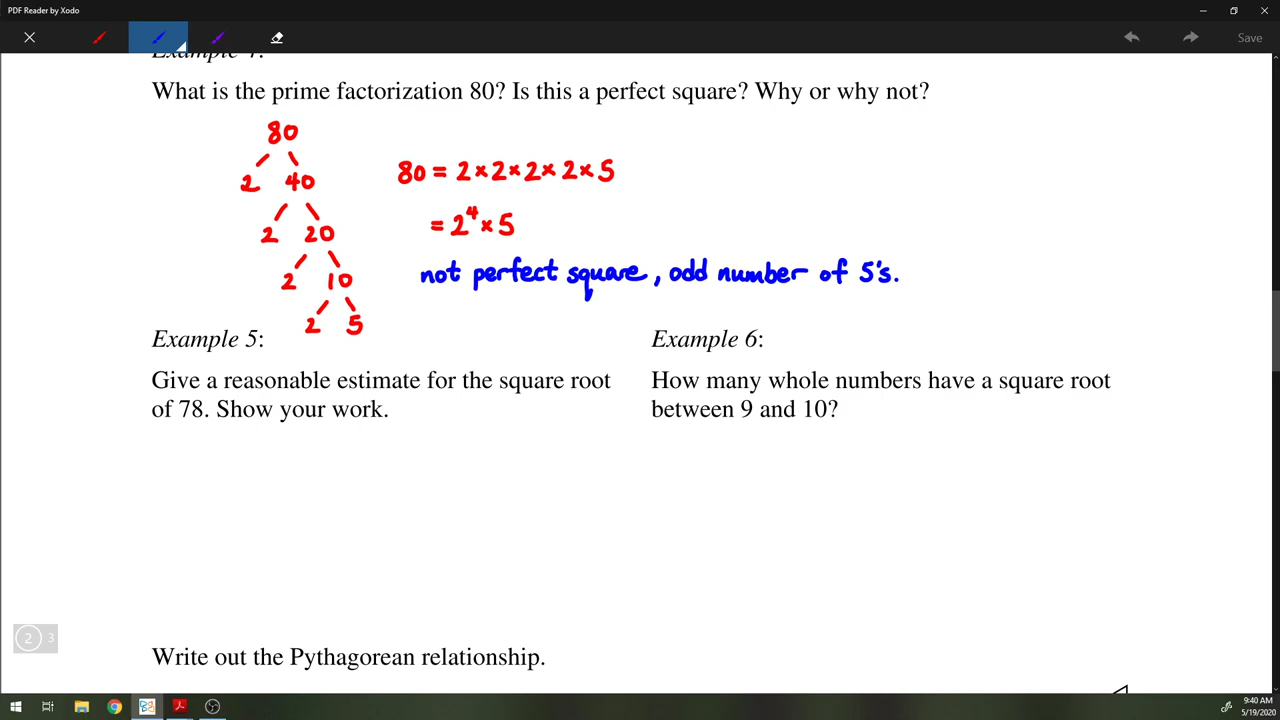 PDF Reader by Xodo
Save
Example 4:
What is the prime factorization 80? Is this a perfect square? Why or why not?
80
2 40
80 = 2 × 2 × 2 × 2 × 5
2 20
= 2⁴ × 5
2 10
not perfect square, odd number of 5's.
2 5
Example 5:
Give a reasonable estimate for the square root
of 78. Show your work.
Example 6:
How many whole numbers have a square root
between 9 and 10?
2 3
Write out the Pythagorean relationship.
9:40 AM
5/19/2020